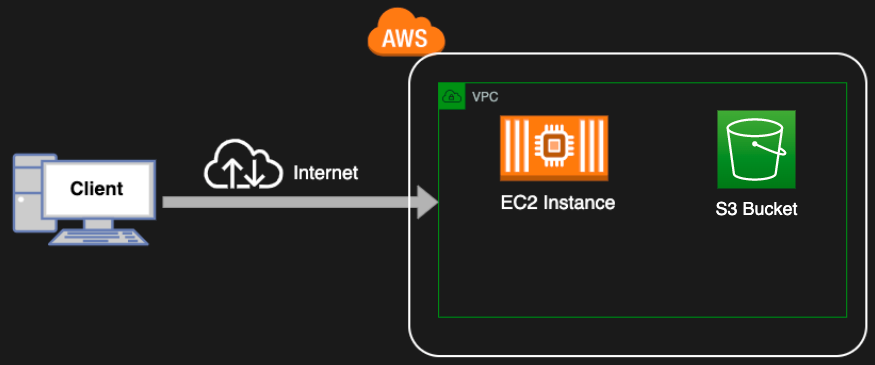 AWS
VPC
Client
Internet
EC2 Instance
S3 Bucket